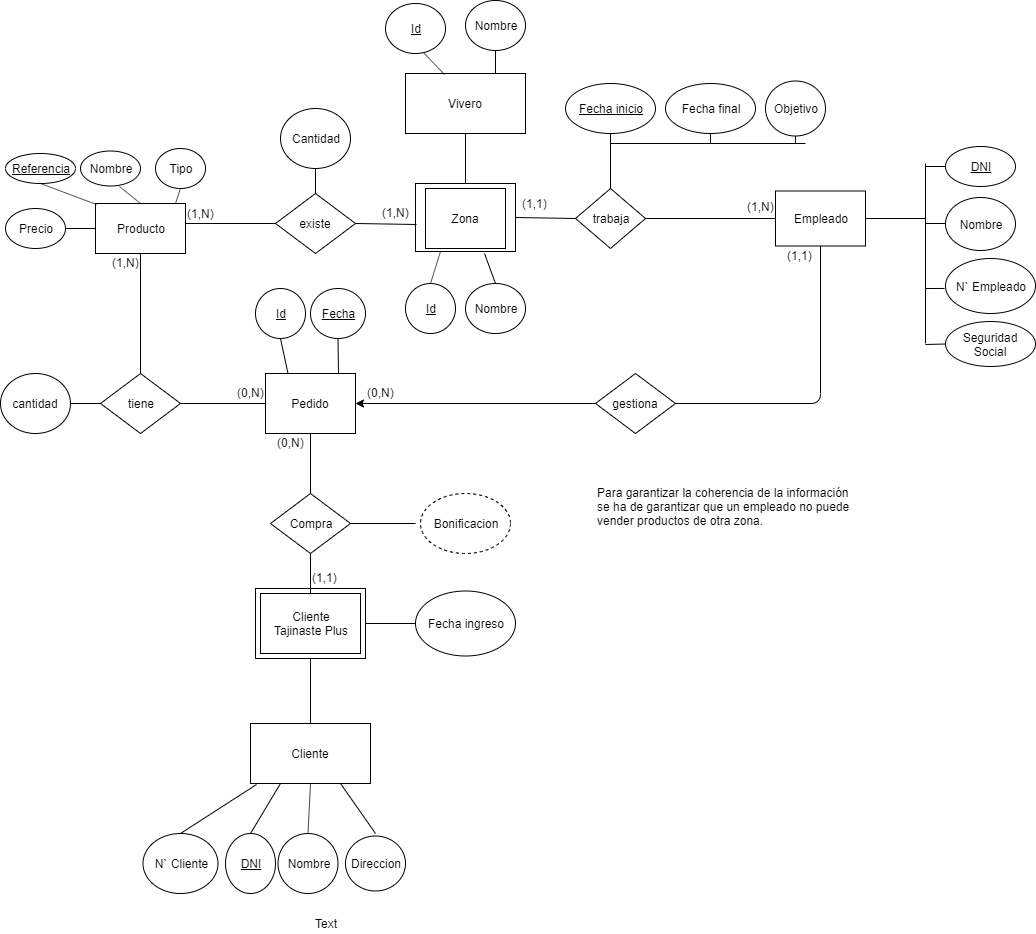 Id
Nombre
Vivero
Cantidad
Fecha inicio
Fecha final
Objetivo
Referencia
Nombre
Tipo
DNI
(1,N)
(1,N)
(1,1)
(1,N)
Precio
Producto
existe
Zona
trabaja
Empleado
Nombre
(1,N)
(1,1)
N` Empleado
Id
Fecha
Id
Nombre
Seguridad
Social
cantidad
tiene
(0,N)
Pedido
(0,N)
gestiona
(0,N)
Para garantizar la coherencia de la información
se ha de garantizar que un empleado no puede
vender productos de otra zona.
Compra
Bonificacion
(1,1)
Cliente
Tajinaste Plus
Fecha ingreso
Cliente
N` Cliente
DNI
Nombre
Direccion
Text